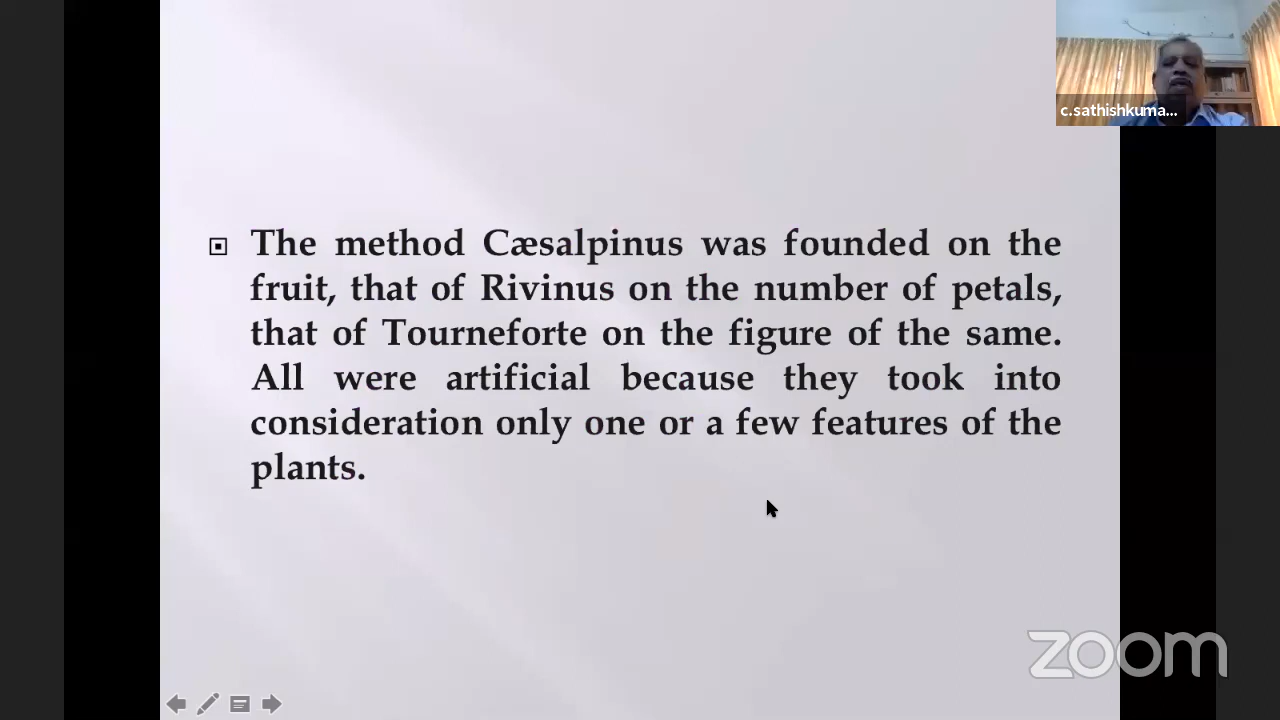 c.sathishkuma...
The method Cæsalpinus was founded on the
fruit, that of Rivinus on the number of petals,
that of Tourneforte on the figure of the same.
All were artificial because they took into
consideration only one or a few features of the
plants.
zoom